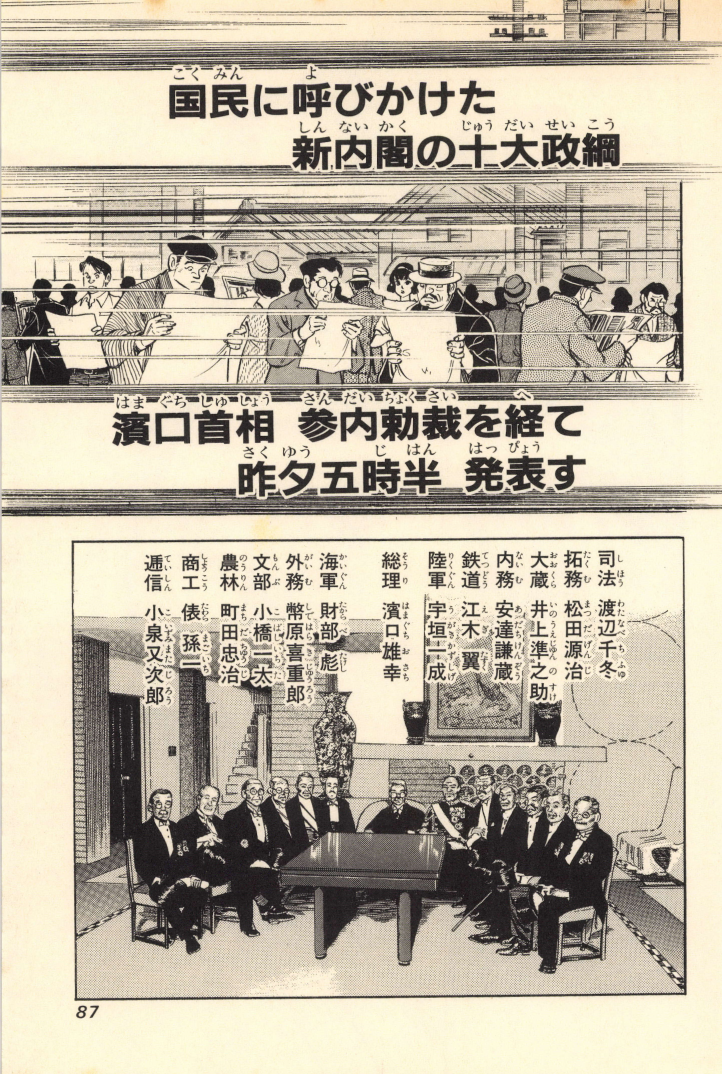 国民に呼びかけた
新内閣の十大政綱
濱口首相 参内勅裁を経て
昨夕五時半 発表す
司法 渡辺千冬
拓務 松田源治
大蔵 井上準之助
内務 安達謙蔵
鉄道 江木翼
陸軍 宇垣一成
総理 濱口雄幸
海軍 財部彪
外務 幣原喜重郎
文部 小橋一太
農林 町田忠治
商工 俵孫一
逓信 小泉又次郎
87